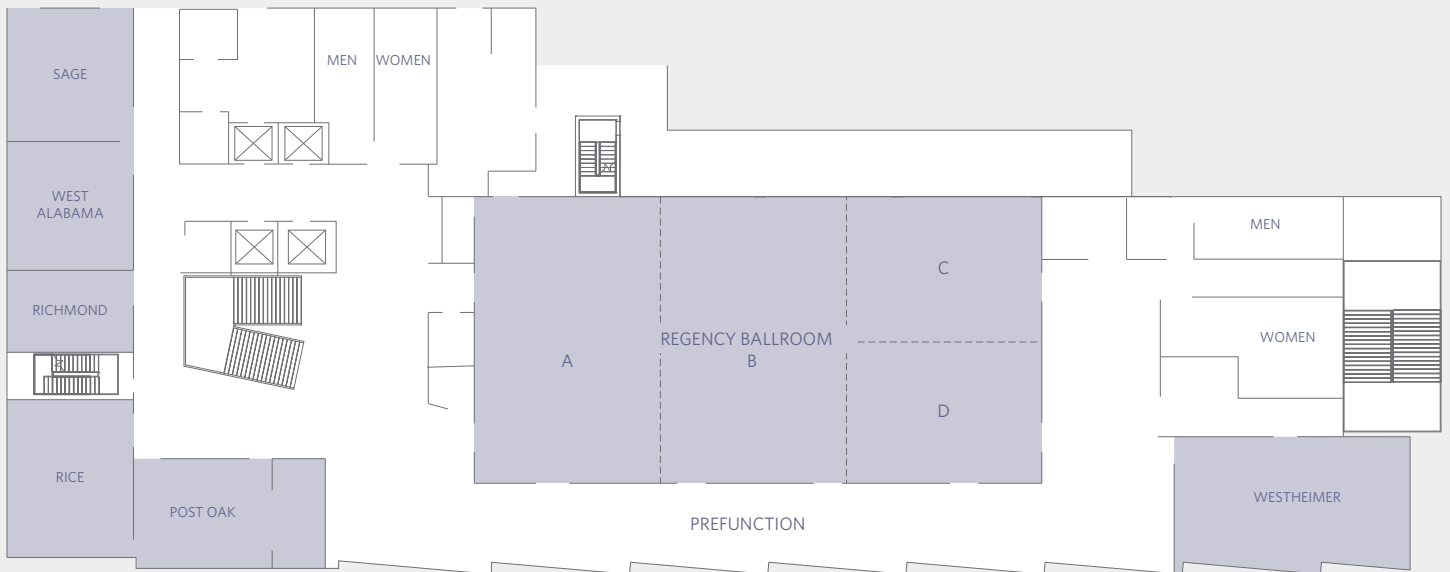 SAGE
MEN
WOMEN
WEST
ALABAMA
RICHMOND
RICE
POST OAK
REGENCY BALLROOM
A
B
C
D
PREFUNCTION
MEN
WOMEN
WESTHEIMER